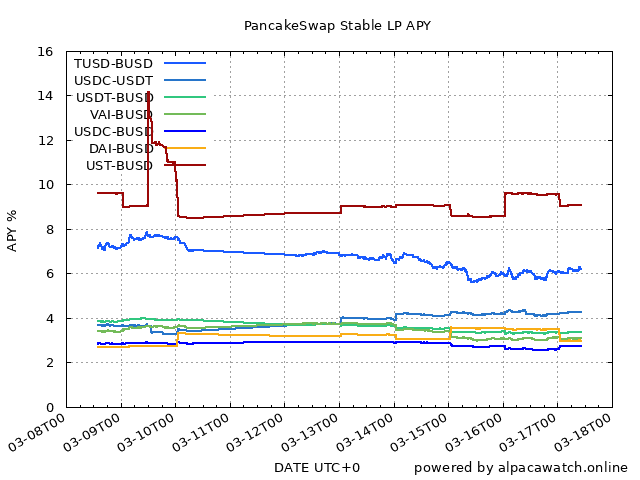 PancakeSwap Stable LP APY
16
14
12
10
8
6
4
2
0
APY %
TUSD-BUSD
USDC-USDT
USDT-BUSD
VAI-BUSD
USDC-BUSD
DAI-BUSD
UST-BUSD
03-08T00
03-09T00
03-10T00
03-11T00
03-12T00
03-13T00
03-14T00
03-15T00
03-16T00
03-17T00
03-18T00
DATE UTC+0
powered by alpacawatch.online